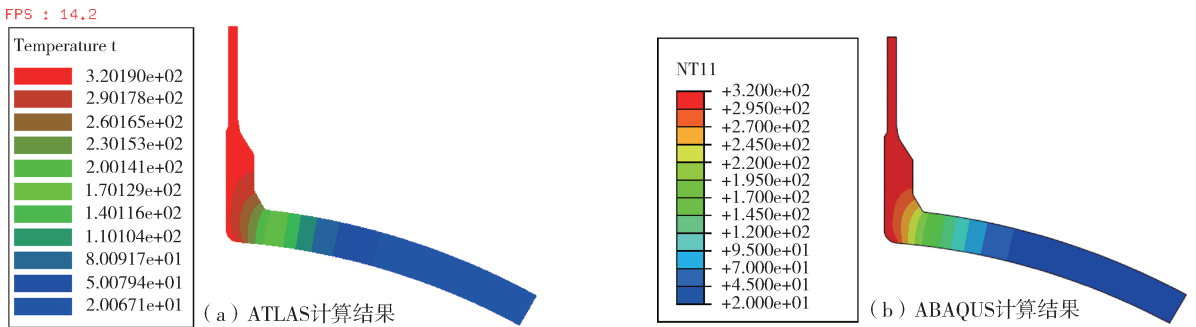 FPS : 14.2
Temperature t
3.20190e+02
2.90178e+02
2.60165e+02
2.30153e+02
2.00141e+02
1.70129e+02
1.40116e+02
1.10104e+02
8.00917e+01
5.00794e+01
2.00671e+01
（a）ATLAS计算结果
NT11
+3.200e+02
+2.950e+02
+2.700e+02
+2.450e+02
+2.200e+02
+1.950e+02
+1.700e+02
+1.450e+02
+1.200e+02
+9.500e+01
+7.000e+01
+4.500e+01
+2.000e+01
（b）ABAQUS计算结果